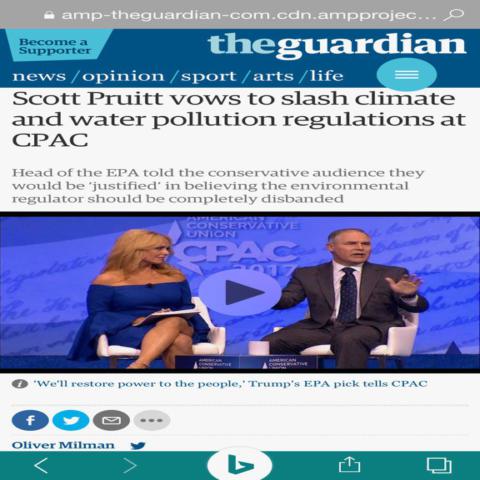 amp-theguardian-com.cdn.ampprojec...
Become a
Supporter
theguardian
news / opinion / sport / arts / life
Scott Pruitt vows to slash climate
and water pollution regulations at
CPAC
Head of the EPA told the conservative audience they
would be ‘justified’ in believing the environmental
regulator should be completely disbanded
AMERICAN
CONSERVATIVE
UNION
CPAC
2017
AMERICAN
CONSERVATIVE
AMERICAN
CONSERVATIVE
‘We'll restore power to the people,’ Trump's EPA pick tells CPAC
Oliver Milman